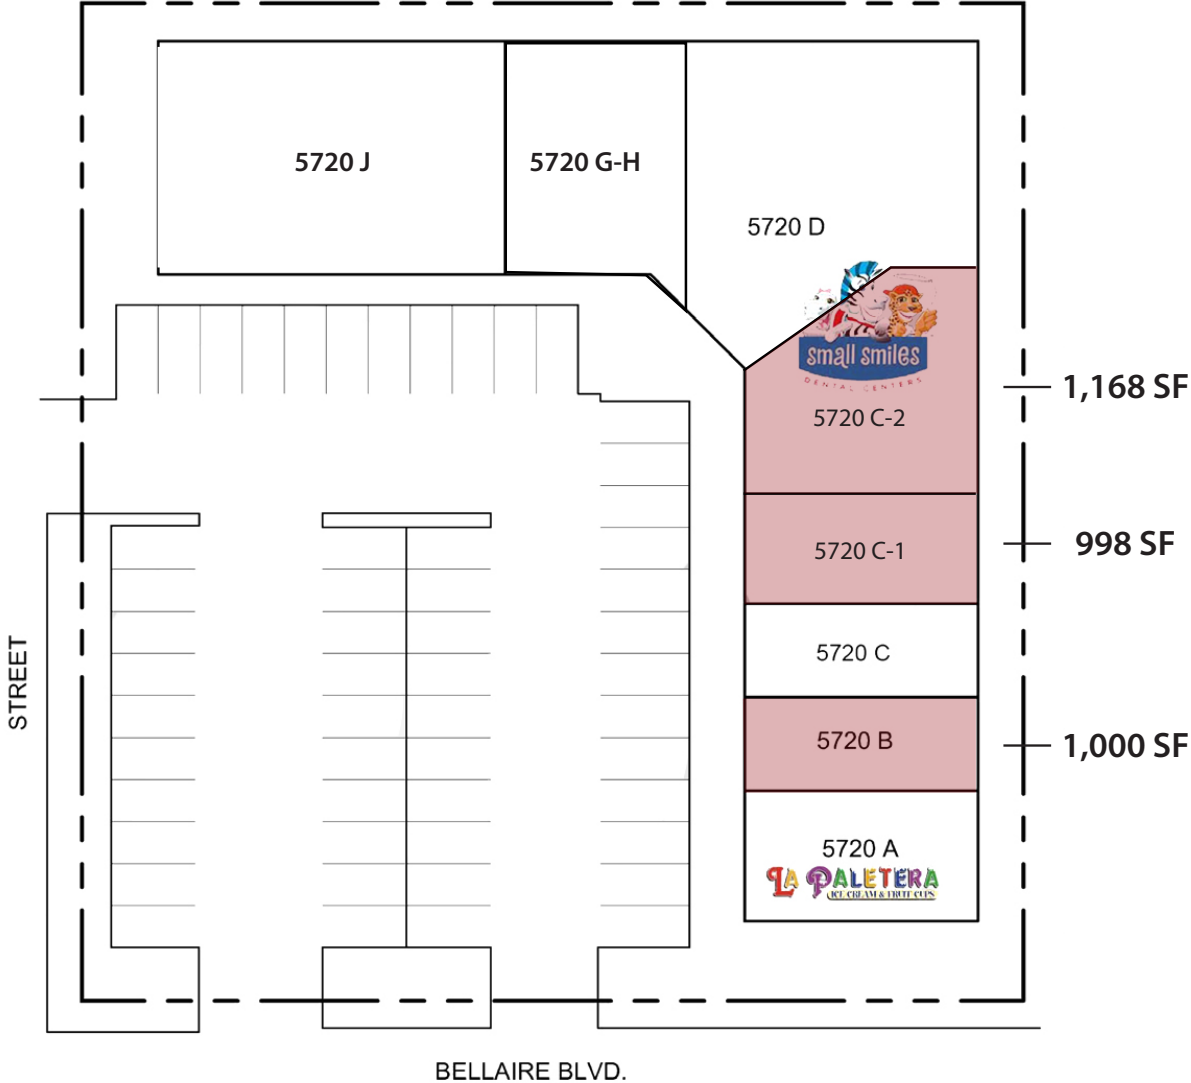 5720 J
5720 G-H
5720 D
small smiles
DENTAL CENTERS
1,168 SF
5720 C-2
998 SF
5720 C-1
5720 C
STREET
5720 B
1,000 SF
5720 A
LA PALETERA
ICE CREAM & FRUIT CUPS
BELLAIRE BLVD.